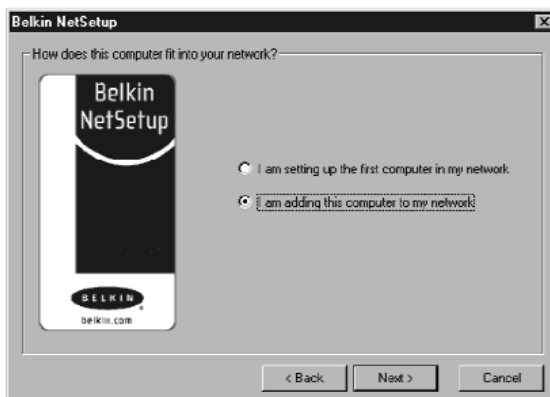 Belkin NetSetup
How does this computer fit into your network?
Belkin
NetSetup
I am setting up the first computer in my network
I am adding this computer to my network
BELKIN
belkin.com
< Back
Next >
Cancel